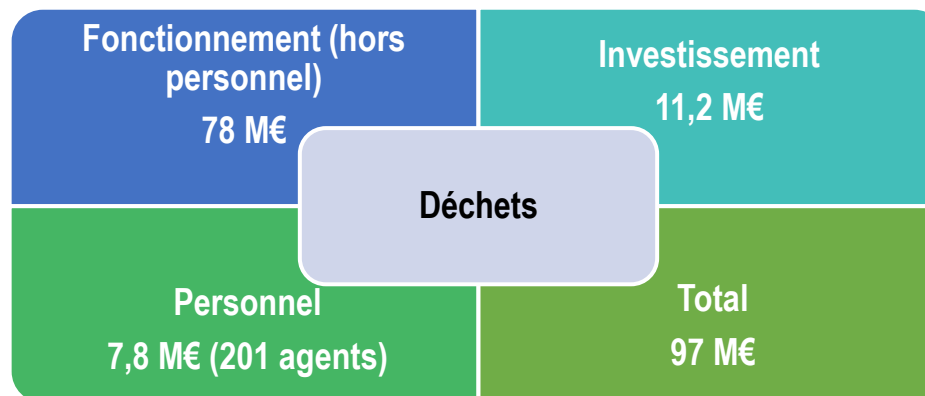 Fonctionnement (hors
personnel)
78 M€
Investissement
11,2 M€
Déchets
Personnel
7,8 M€ (201 agents)
Total
97 M€